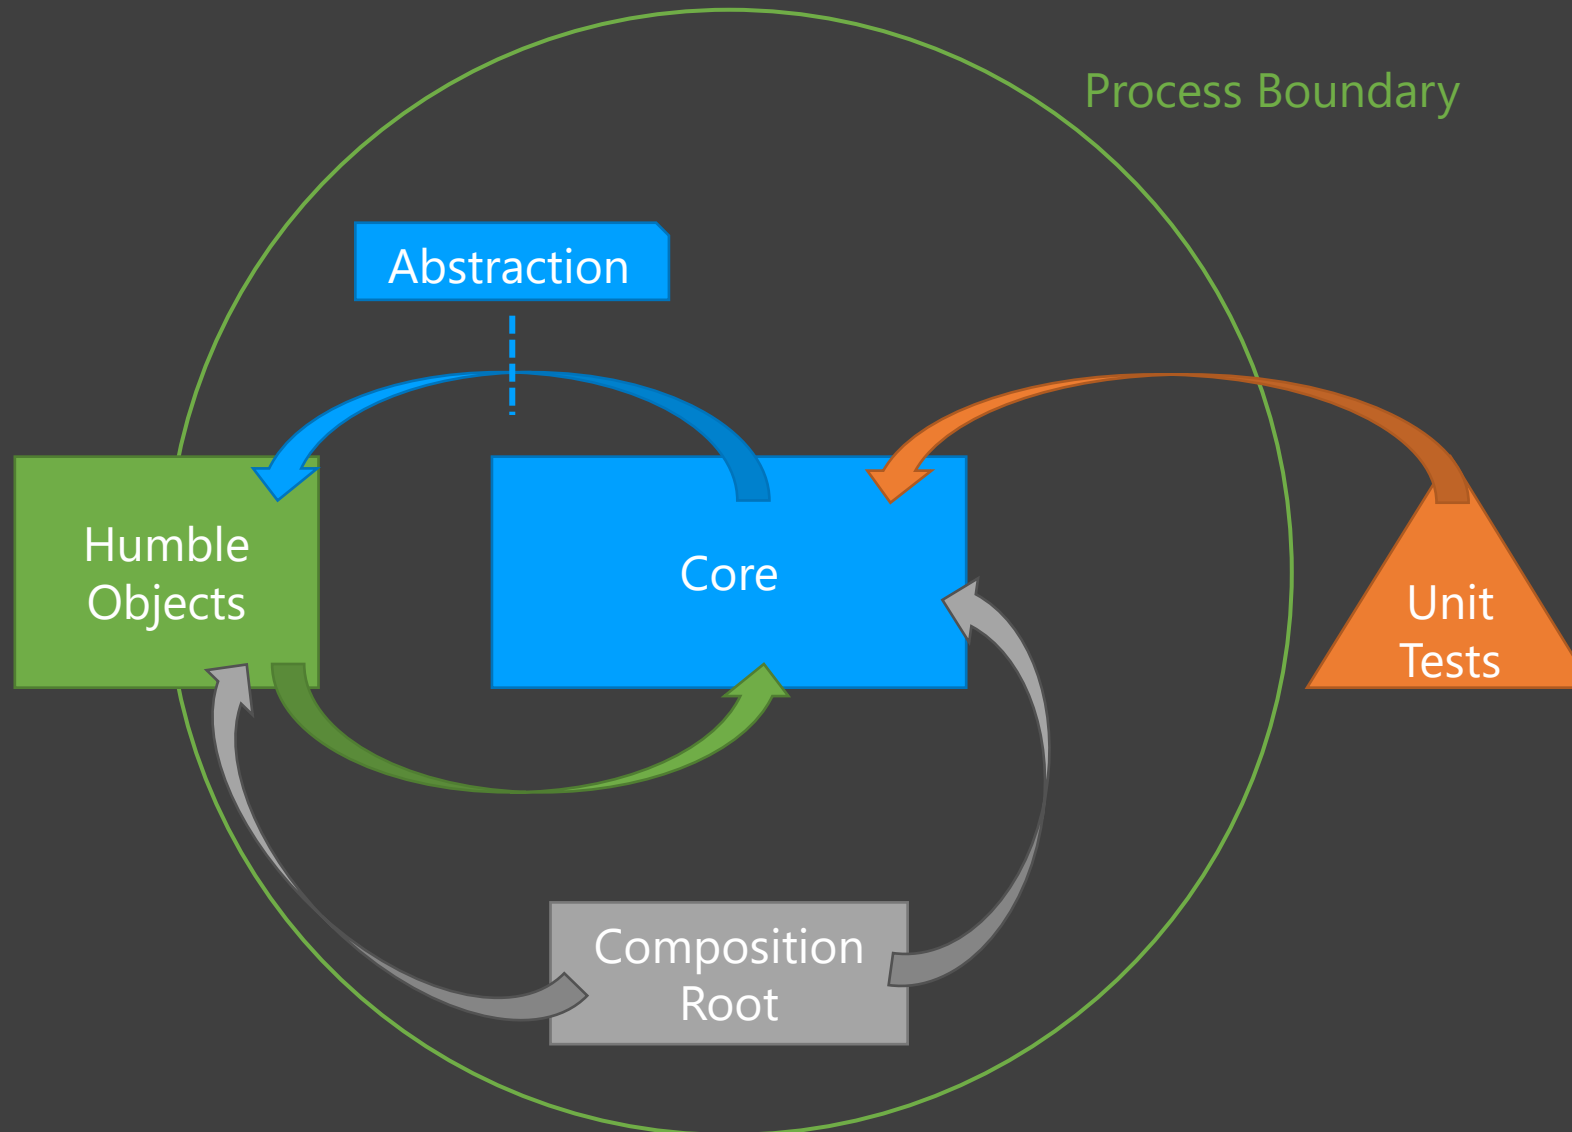 Process Boundary
Abstraction
Humble
Objects
Core
Unit
Tests
Composition
Root